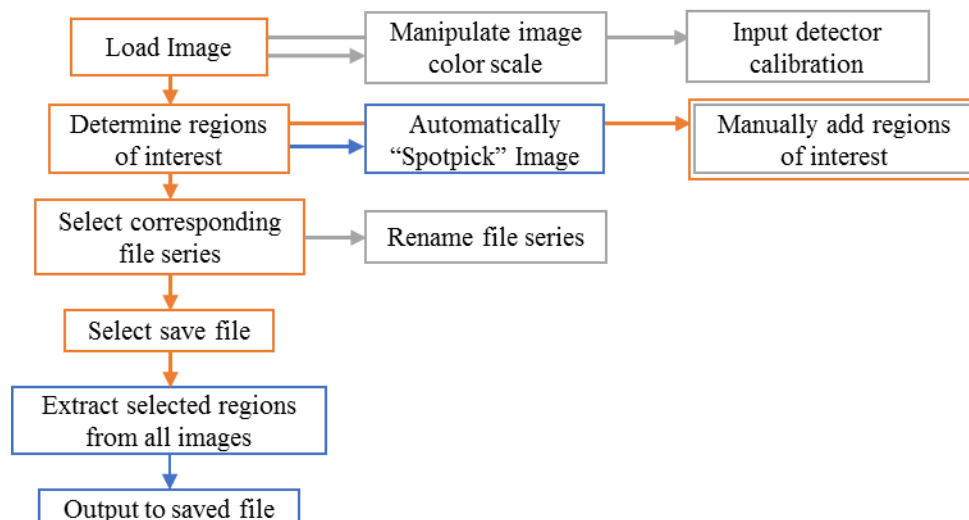 Load Image
Manipulate image
color scale
Input detector
calibration
Determine regions
of interest
Automatically
“Spotpick” Image
Manually add regions
of interest
Select corresponding
file series
Rename file series
Select save file
Extract selected regions
from all images
Output to saved file